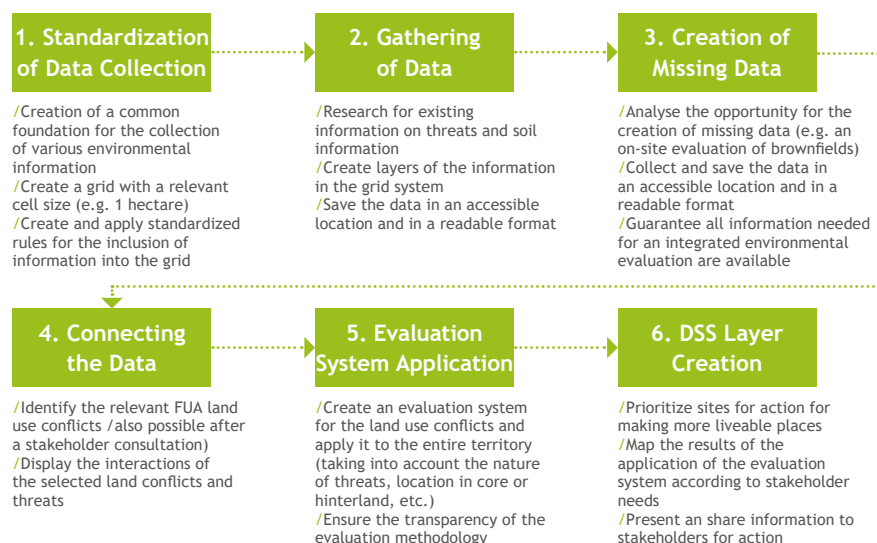 1. Standardization
of Data Collection
/Creation of a common
foundation for the collection
of various environmental
information
/Create a grid with a relevant
cell size (e.g. 1 hectare)
/Create and apply standardized
rules for the inclusion of
information into the grid
2. Gathering
of Data
/Research for existing
information on threats and soil
information
/Create layers of the information
in the grid system
/Save the data in an accessible
location and in a readable format
3. Creation of
Missing Data
/Analyse the opportunity for the
creation of missing data (e.g. an
on-site evaluation of brownfields)
/Collect and save the data in
an accessible location and in a
readable format
/Guarantee all information needed
for an integrated environmental
evaluation are available
4. Connecting
the Data
/Identify the relevant FUA land
use conflicts /also possible after
a stakeholder consultation)
/Display the interactions of
the selected land conflicts and
threats
5. Evaluation
System Application
/Create an evaluation system
for the land use conflicts and
apply it to the entire territory
(taking into account the nature
of threats, location in core or
hinterland, etc.)
/Ensure the transparency of the
evaluation methodology
6. DSS Layer
Creation
/Prioritize sites for action for
making more liveable places
/Map the results of the
application of the evaluation
system according to stakeholder
needs
/Present an share information to
stakeholders for action